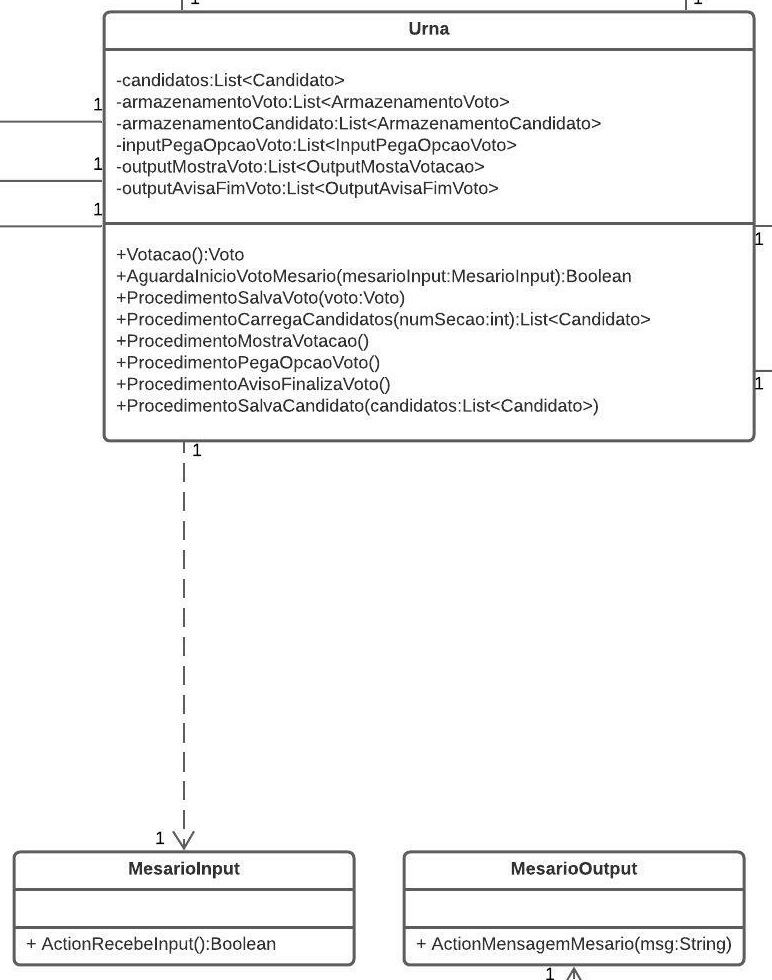 1
1
Urna
-candidatos:List<Candidato>
1
-armazenamentoVoto:List<ArmazenamentoVoto>
-armazenamentoCandidato:List<ArmazenamentoCandidato>
-inputPegaOpcaoVoto:List<InputPegaOpcaoVoto>
1
-outputMostraVoto:List<OutputMostaVotacao>
-outputAvisaFimVoto:List<OutputAvisaFimVoto>
1
1
+Votacao():Voto
+AguardaInicioVotoMesario(mesarioInput:MesarioInput):Boolean
+ProcedimentoSalvaVoto(voto:Voto)
+ProcedimentoCarregaCandidatos(numSecao:int):List<Candidato>
+ProcedimentoMostraVotacao()
+ProcedimentoPegaOpcaoVoto()
+ProcedimentoAvisoFinalizaVoto()
1
+ProcedimentoSalvaCandidato(candidatos:List<Candidato>)
1
1
MesarioInput
+ ActionRecebeInput():Boolean
MesarioOutput
+ ActionMensagemMesario(msg:String)
1